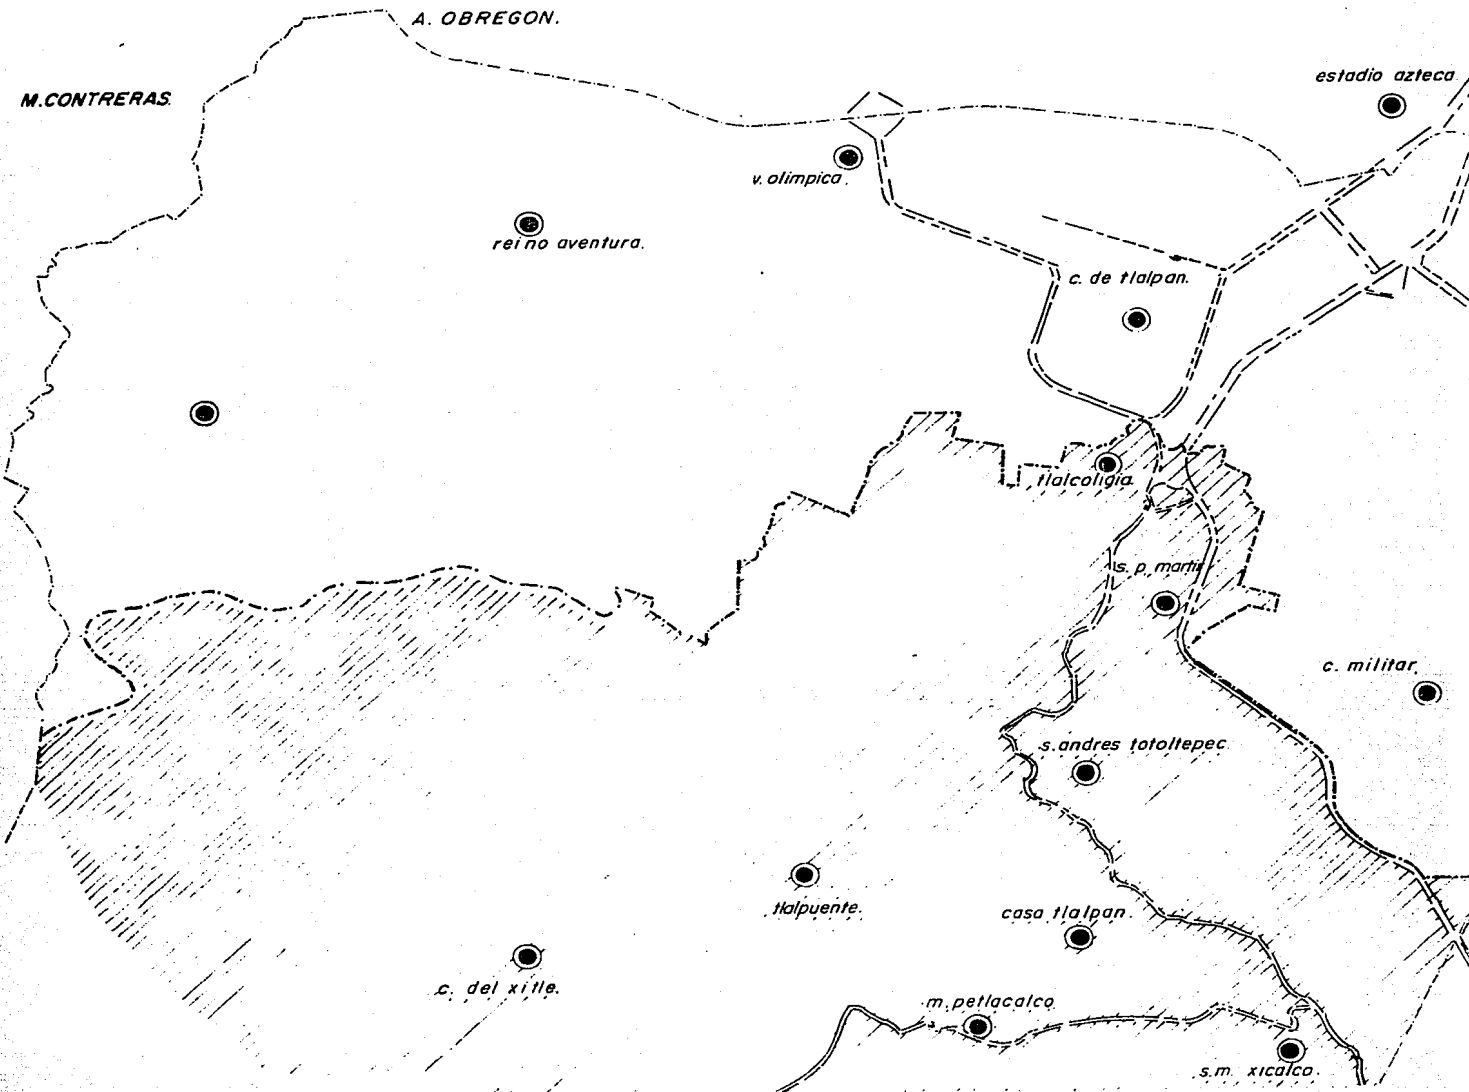 A. OBREGON.
estadio azteca.
M.CONTRERAS.
v. olimpica.
reino aventura.
c. de tlalpan.
tlalcoligia.
s. p. martir
c. militar.
s. andres totoltepec.
tlalpuente.
casa tlalpan.
c. del xitle.
m. petlacalco
s.m. xicalco.